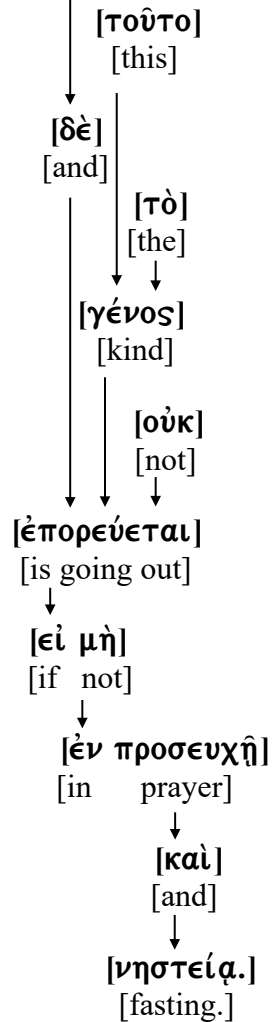 [τοῦτο]
[this]
[δὲ]
[and]
[τὸ]
[the]
[γένος]
[kind]
[οὐκ]
[not]
[ἐπορεύεται]
[is going out]
[εἰ μὴ]
[if not]
[ἐν προσευχῇ]
[in prayer]
[καὶ]
[and]
[νηστείᾳ.]
[fasting.]